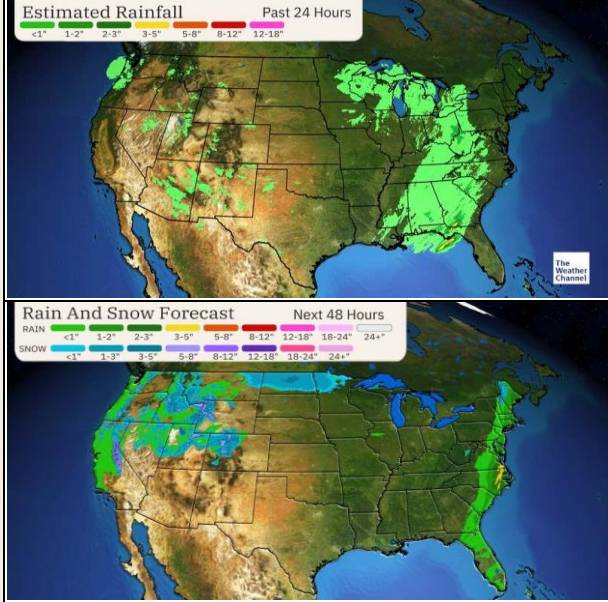 Estimated Rainfall Past 24 Hours
<1" 1-2" 2-3" 3-5" 5-8" 8-12" 12-18"
The
Weather
Channel
Rain And Snow Forecast Next 48 Hours
RAIN
<1" 1-2" 2-3" 3-5" 5-8" 8-12" 12-18" 18-24" 24+"
SNOW
<1" 1-3" 3-5" 5-8" 8-12" 12-18" 18-24" 24+"